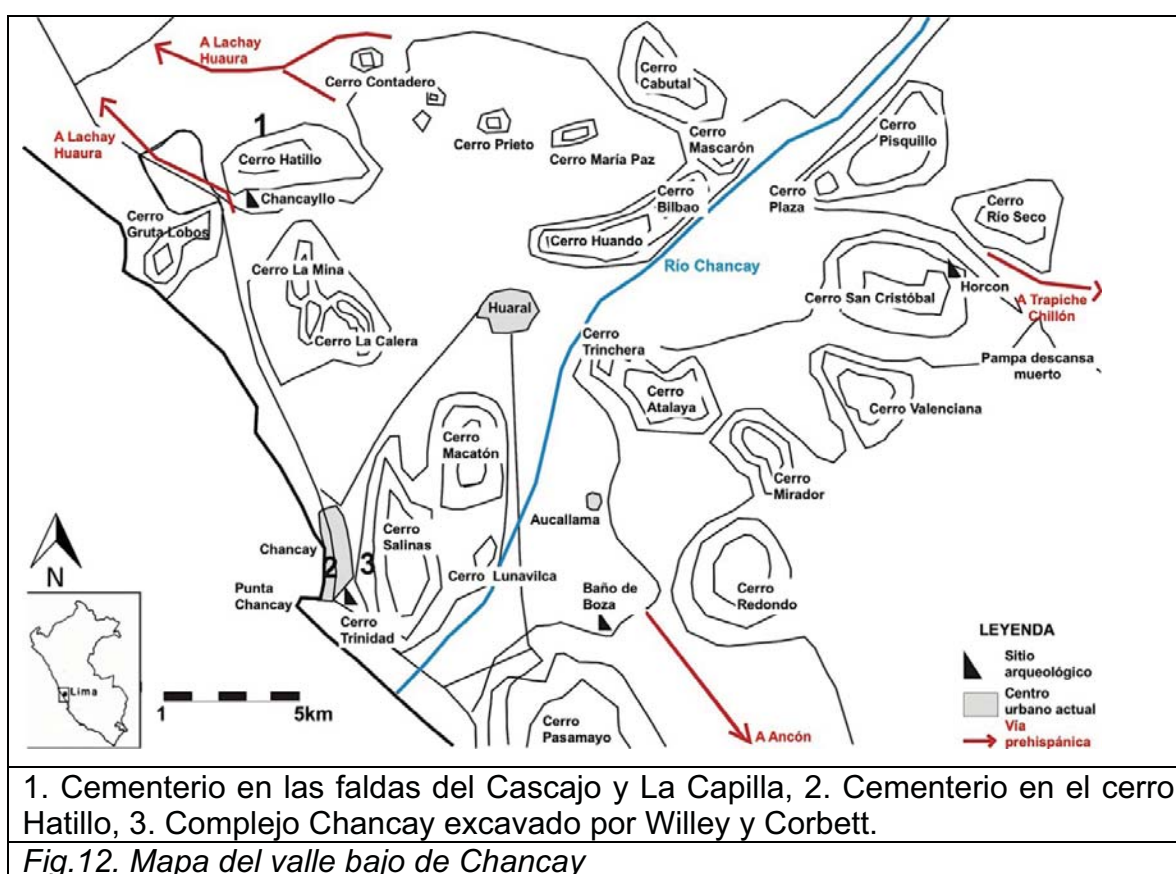 A Lachay
Huaura
Cerro Contadero
Cerro
Cabutal
A Lachay
Huaura
1
Cerro Hatillo
Chancayllo
Cerro Prieto
Cerro María Paz
Cerro
Mascarón
Cerro
Pisquillo
Cerro
Bilbao
Cerro
Plaza
Cerro
Río Seco
Cerro
Gruta Lobos
Cerro Huando
Río Chancay
Cerro La Mina
Cerro La Calera
Huaral
Cerro San Cristóbal
Horcon
A Trapiche
Chillón
Pampa descansa
muerto
Cerro
Trinchera
Cerro
Atalaya
Cerro Valenciana
Cerro
Macatón
Cerro
Mirador
Aucallama
Cerro
Salinas
Chancay
2
3
Cerro Lunavilca
Punta
Chancay
Cerro
Trinidad
Baño de
Boza
Cerro
Redondo
N
Lima
1
5km
Cerro
Pasamayo
A Ancón
LEYENDA
Sitio
arqueológico
Centro
urbano actual
Vía
prehispánica
1. Cementerio en las faldas del Cascajo y La Capilla, 2. Cementerio en el cerro
Hatillo, 3. Complejo Chancay excavado por Willey y Corbett.
Fig.12. Mapa del valle bajo de Chancay